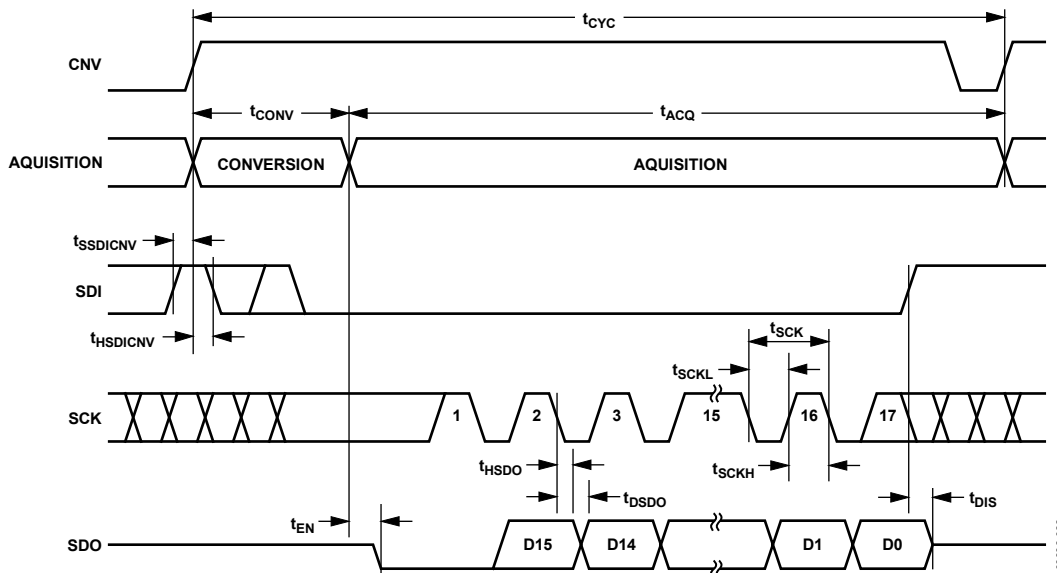 tCYC
CNV
tCONV
tACQ
AQUISITION
CONVERSION
AQUISITION
tSSDICNV
SDI
tHSDICNV
tSCK
tSCKL
SCK
1
2
3
15
16
17
tHSDO
tSCKH
tDSDO
tDIS
tEN
SDO
D15
D14
D1
D0